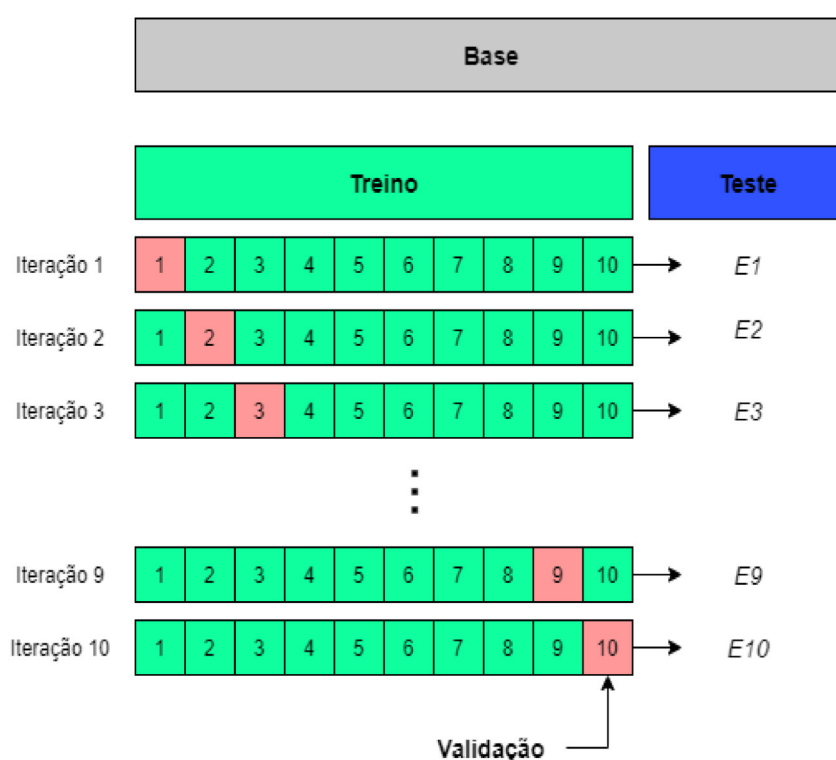 Base
Treino Teste
Iteração 1 1 2 3 4 5 6 7 8 9 10 E1
Iteração 2 1 2 3 4 5 6 7 8 9 10 E2
Iteração 3 1 2 3 4 5 6 7 8 9 10 E3
Iteração 9 1 2 3 4 5 6 7 8 9 10 E9
Iteração 10 1 2 3 4 5 6 7 8 9 10 E10
Validação